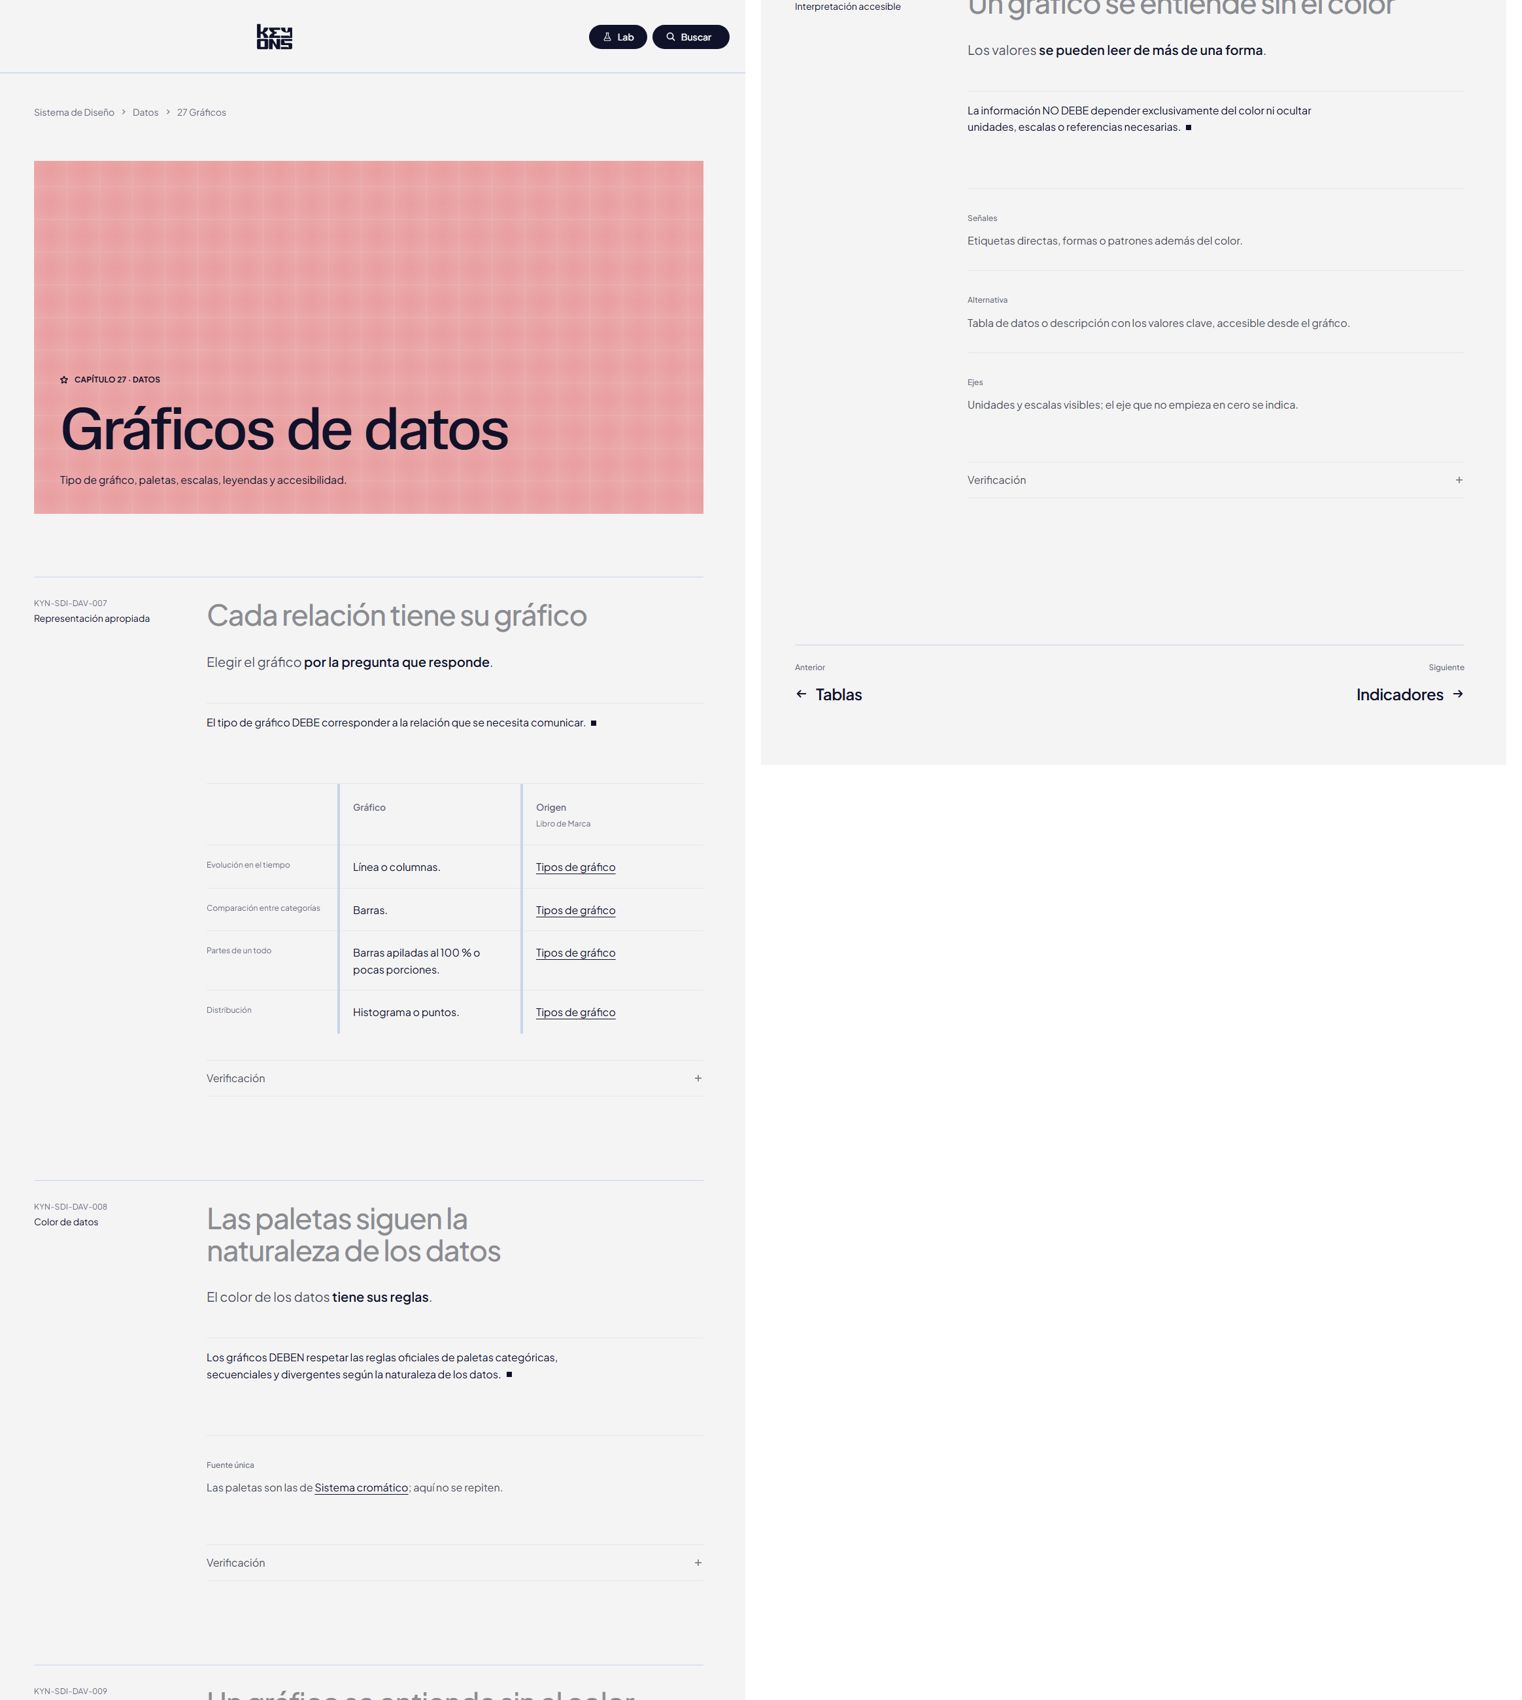 KEY
ONS
Lab
Buscar
Sistema de Diseño > Datos > 27 Gráficos
CAPÍTULO 27 · DATOS
Gráficos de datos
Tipo de gráfico, paletas, escalas, leyendas y accesibilidad.
KYN-SDI-DAV-007
Representación apropiada
Cada relación tiene su gráfico
Elegir el gráfico por la pregunta que responde.
El tipo de gráfico DEBE corresponder a la relación que se necesita comunicar.
Gráfico
Origen
Libro de Marca
Evolución en el tiempo
Línea o columnas.
Tipos de gráfico
Comparación entre categorías
Barras.
Tipos de gráfico
Partes de un todo
Barras apiladas al 100 % o
pocas porciones.
Tipos de gráfico
Distribución
Histograma o puntos.
Tipos de gráfico
Verificación
KYN-SDI-DAV-008
Color de datos
Las paletas siguen la
naturaleza de los datos
El color de los datos tiene sus reglas.
Los gráficos DEBEN respetar las reglas oficiales de paletas categóricas,
secuenciales y divergentes según la naturaleza de los datos.
Fuente única
Las paletas son las de Sistema cromático; aquí no se repiten.
Verificación
KYN-SDI-DAV-009
Un gráfico se entiende sin el color
Interpretación accesible
Un gráfico se entiende sin el color
Los valores se pueden leer de más de una forma.
La información NO DEBE depender exclusivamente del color ni ocultar
unidades, escalas o referencias necesarias.
Señales
Etiquetas directas, formas o patrones además del color.
Alternativa
Tabla de datos o descripción con los valores clave, accesible desde el gráfico.
Ejes
Unidades y escalas visibles; el eje que no empieza en cero se indica.
Verificación
Anterior
← Tablas
Siguiente
Indicadores →